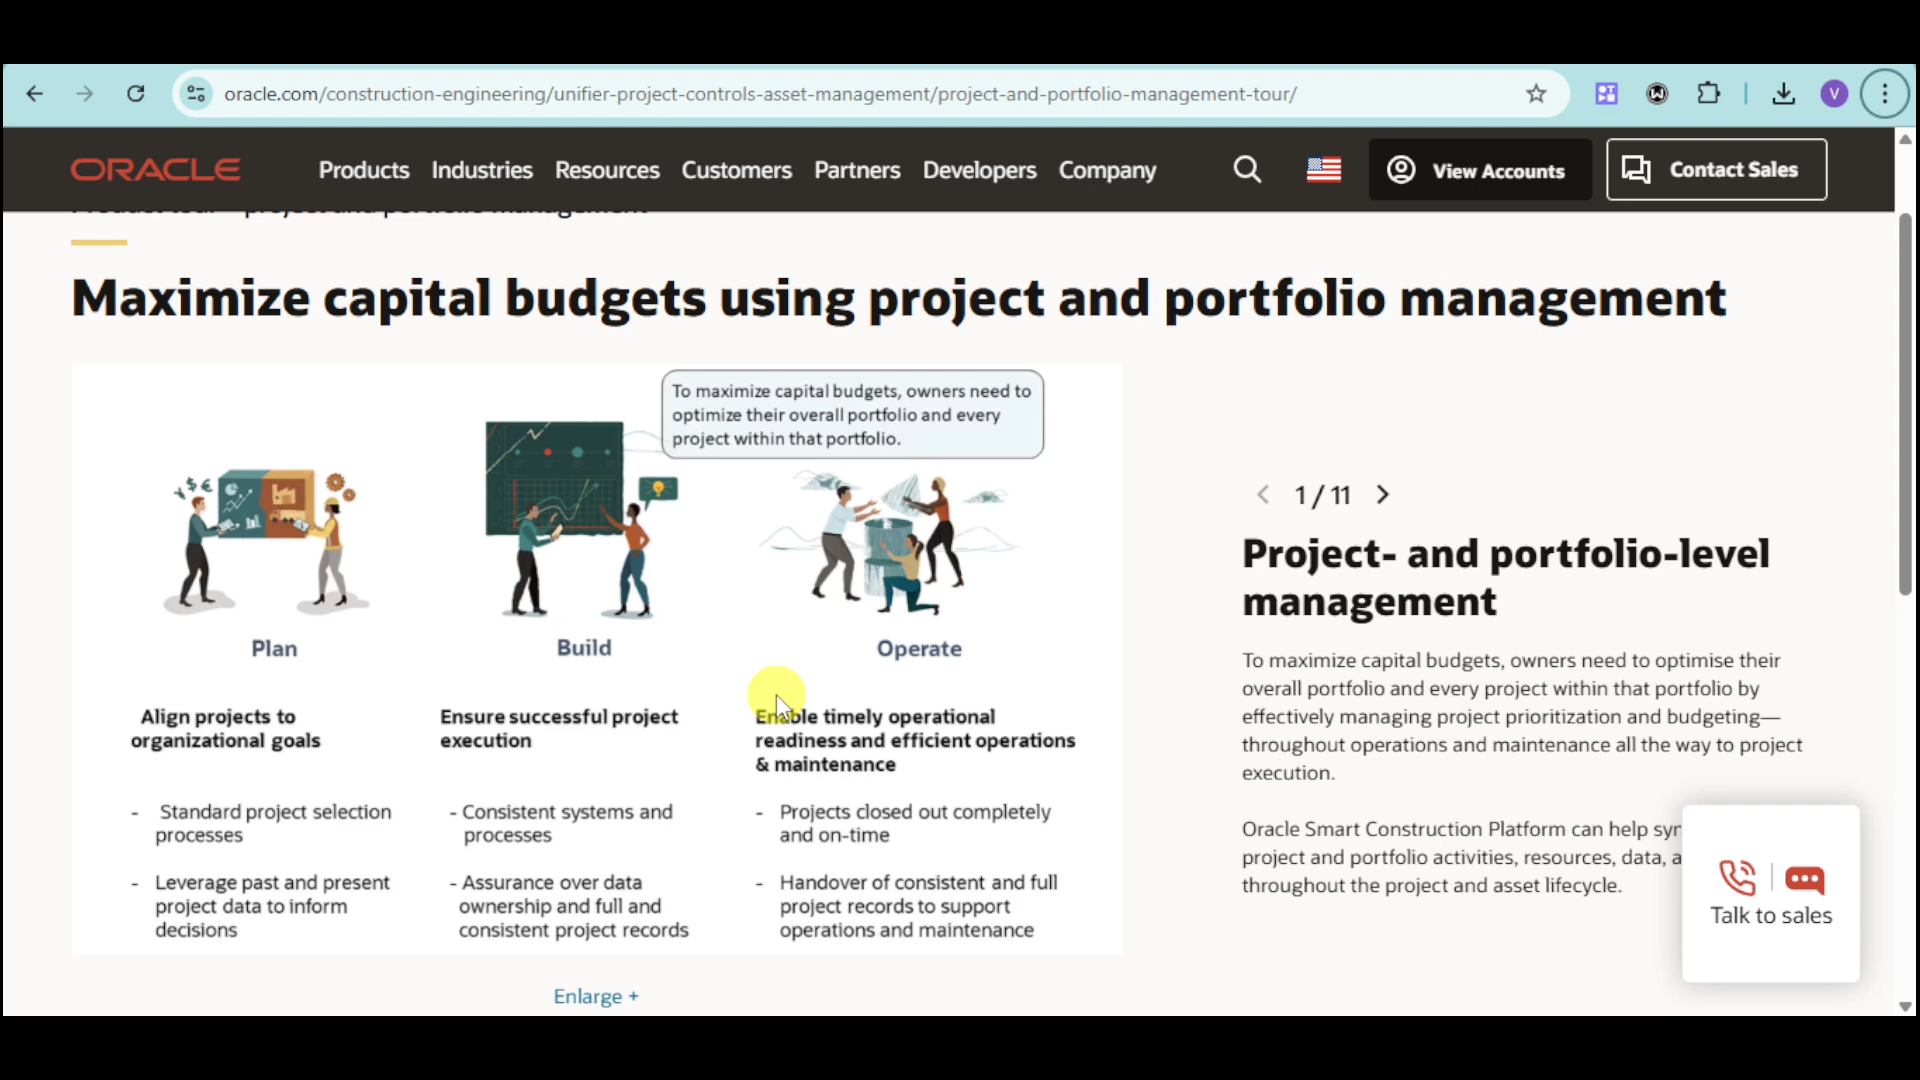 oracle.com/construction-engineering/unifier-project-controls-asset-management/project-and-portfolio-management-tour/
V
ORACLE
Products Industries Resources Customers Partners Developers Company
View Accounts
Contact Sales
Product tour—project and portfolio management
Maximize capital budgets using project and portfolio management
To maximize capital budgets, owners need to
optimize their overall portfolio and every
project within that portfolio.
Plan
Align projects to
organizational goals
- Standard project selection
processes
- Leverage past and present
project data to inform
decisions
Build
Ensure successful project
execution
- Consistent systems and
processes
- Assurance over data
ownership and full and
consistent project records
Operate
Enable timely operational
readiness and efficient operations
& maintenance
- Projects closed out completely
and on-time
- Handover of consistent and full
project records to support
operations and maintenance
Enlarge +
1 / 11
Project- and portfolio-level
management
To maximize capital budgets, owners need to optimise their
overall portfolio and every project within that portfolio by
effectively managing project prioritization and budgeting—
throughout operations and maintenance all the way to project
execution.
Oracle Smart Construction Platform can help
project and portfolio activities, resources, data,
throughout the project and asset lifecycle.
Talk to sales